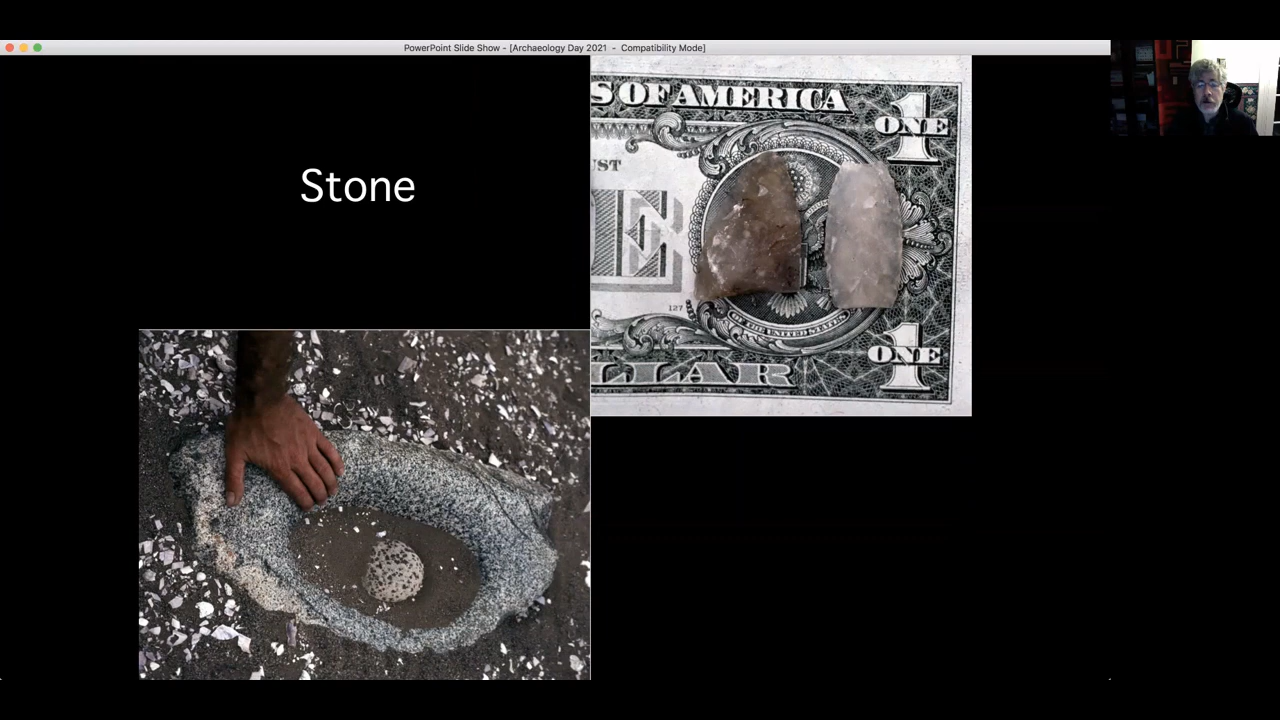 PowerPoint Slide Show - [Archaeology Day 2021 - Compatibility Mode]
Stone
S OF AMERICA
ONE
1
UST
E
127
OF THE UNITED STATES
LLAR
ONE
1